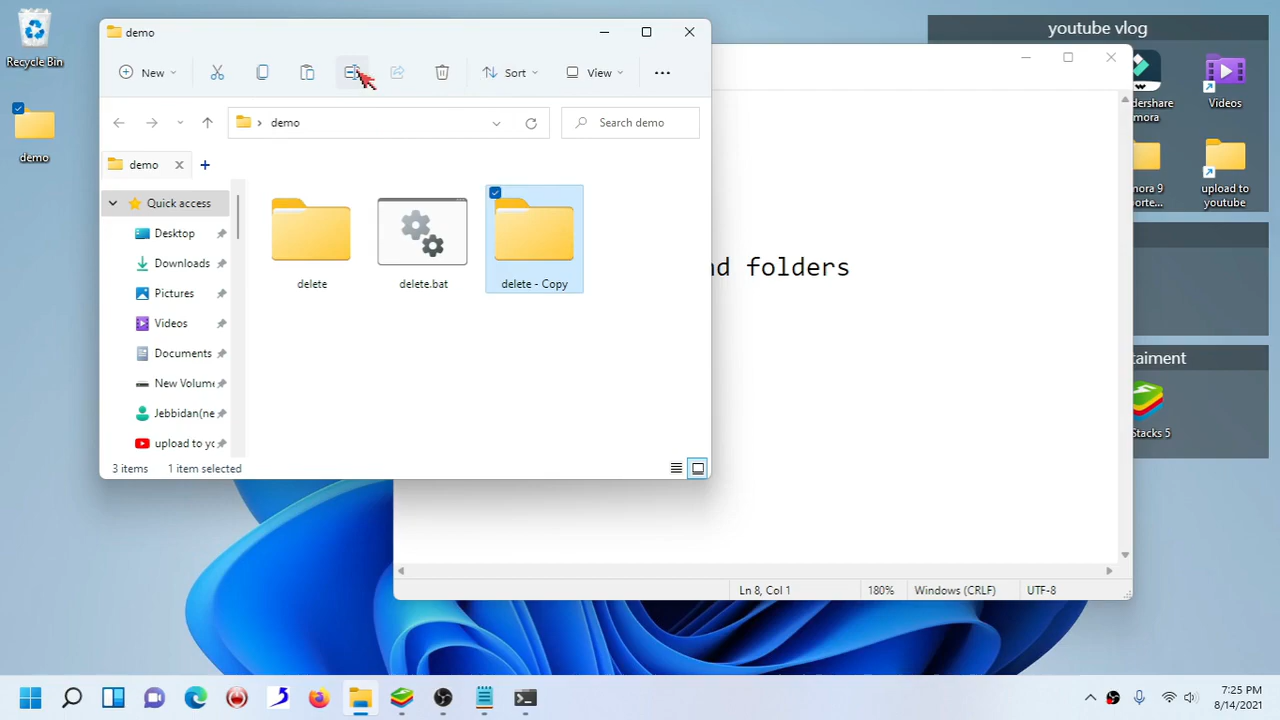 Recycle Bin
demo
demo
New
Sort
View
demo
Search demo
demo
Quick access
Desktop
Downloads
Pictures
Videos
Documents
New Volume
Jebbidan(ne
upload to yo
delete
delete.bat
delete - Copy
3 items
1 item selected
nd folders
Ln 8, Col 1
180%
Windows (CRLF)
UTF-8
youtube vlog
dershare
mora
Videos
nora 9
orte...
upload to
youtube
taiment
Stacks 5
7:25 PM
8/14/2021